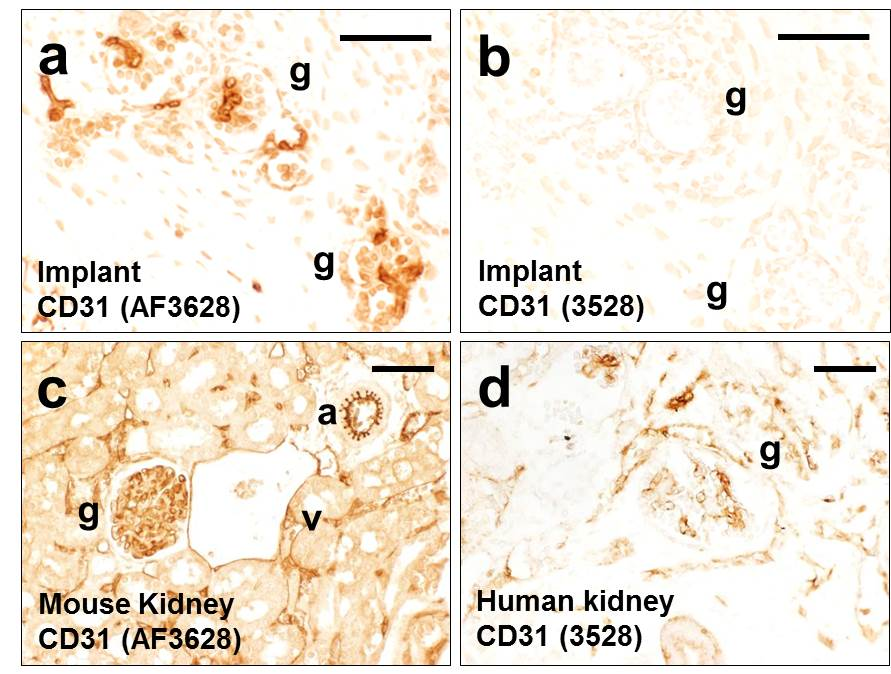 a
g
g
Implant
CD31 (AF3628)
b
g
g
Implant
CD31 (3528)
c
a
g
v
Mouse Kidney
CD31 (AF3628)
d
g
Human kidney
CD31 (3528)